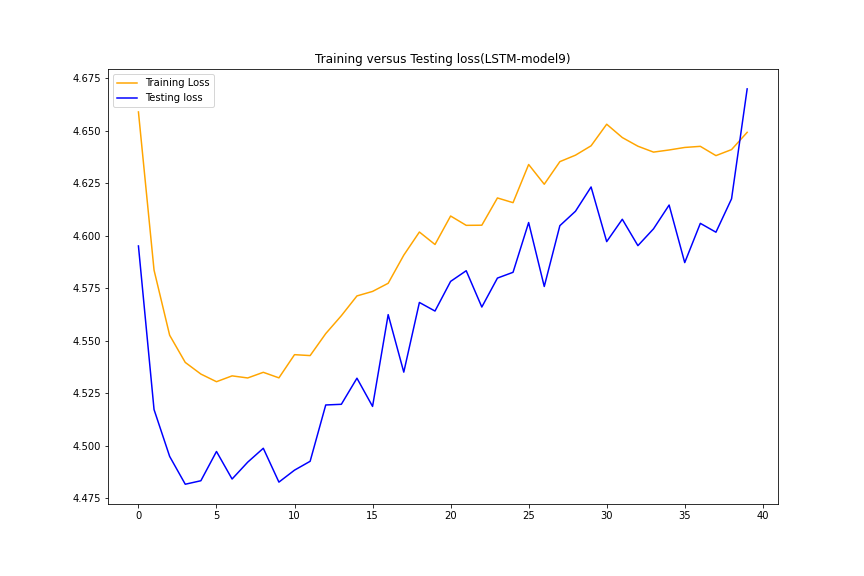 Training versus Testing loss(LSTM-model9)
Training Loss
Testing loss
4.675
4.650
4.625
4.600
4.575
4.550
4.525
4.500
4.475
0 5 10 15 20 25 30 35 40